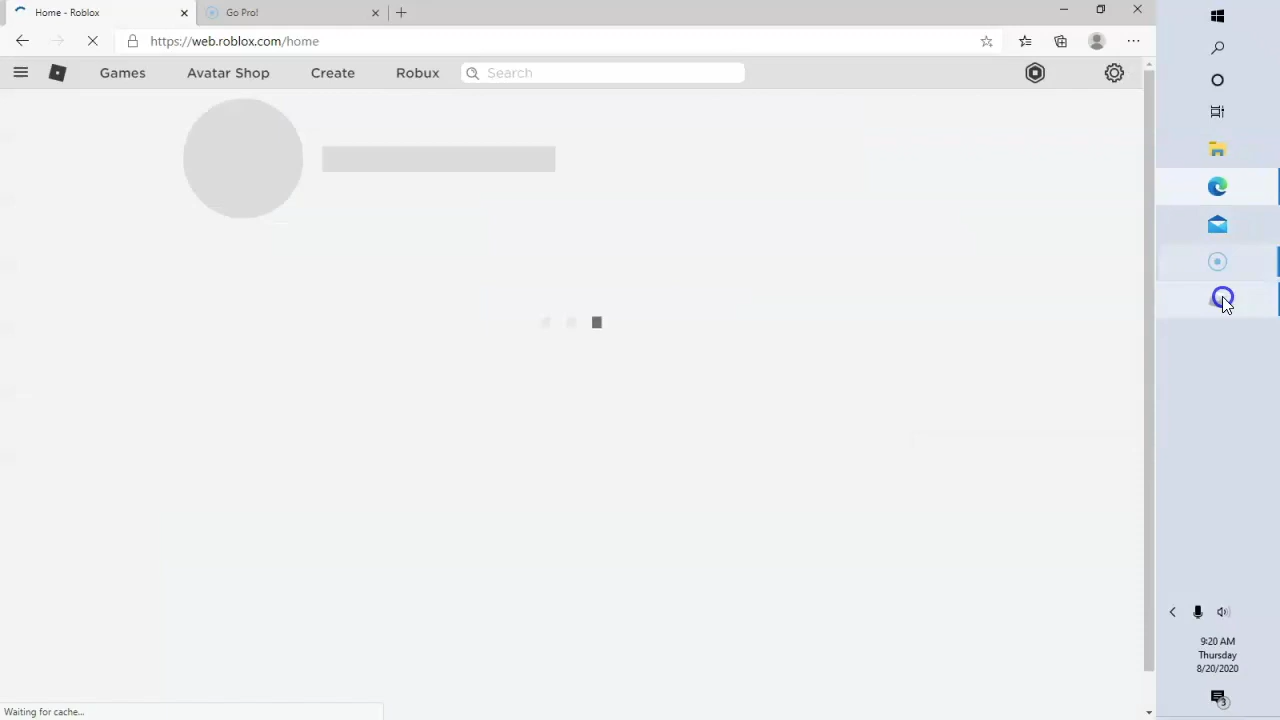 Home - Roblox
Go Pro!
https://web.roblox.com/home
Games
Avatar Shop
Create
Robux
Search
9:20 AM
Thursday
8/20/2020
3
Waiting for cache...